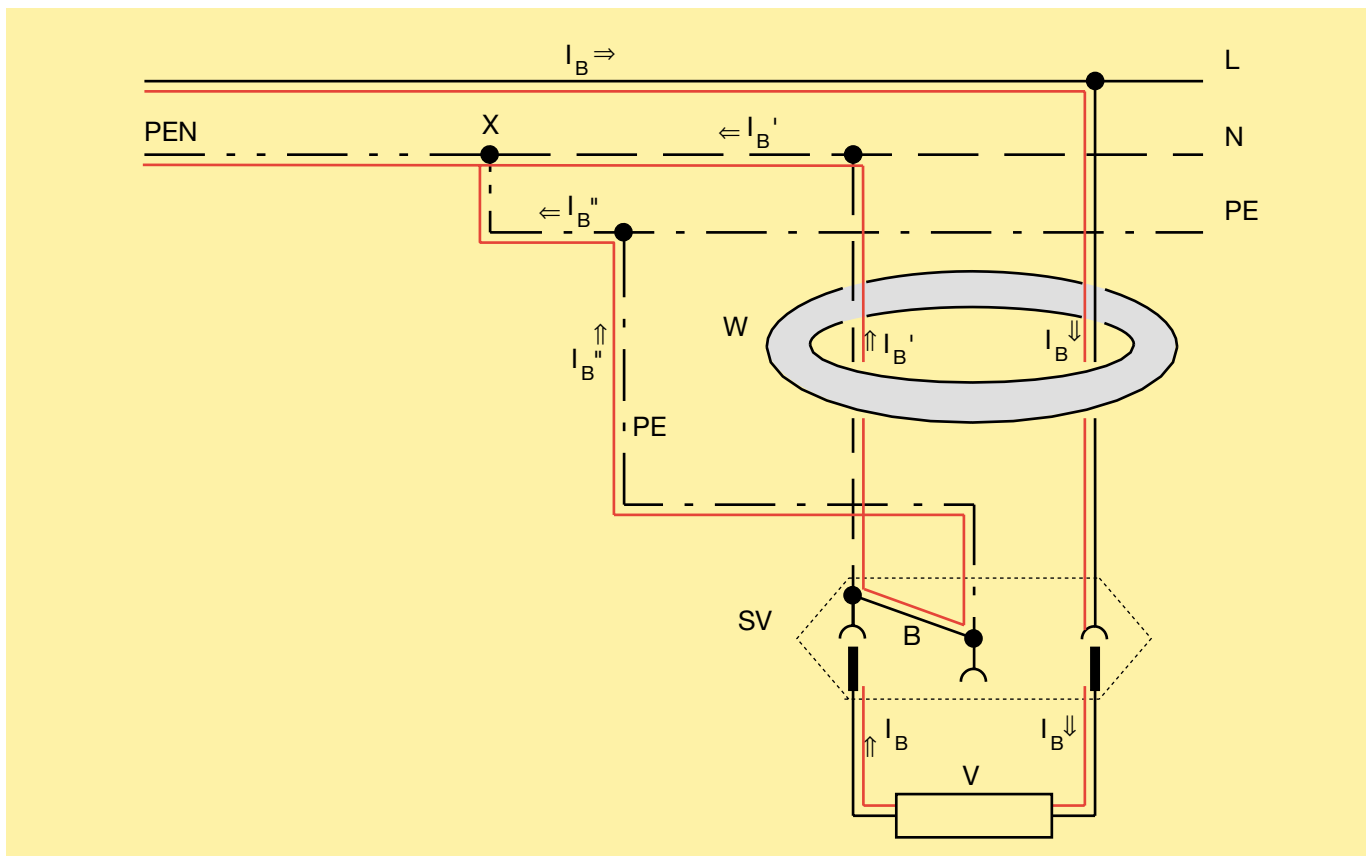 I_B ⇒
L
PEN
X
⇐ I_B'
N
⇐ I_B"
PE
W
⇑ I_B'
I_B ⇓
⇑ I_B"
PE
SV
B
⇑ I_B
I_B ⇓
V